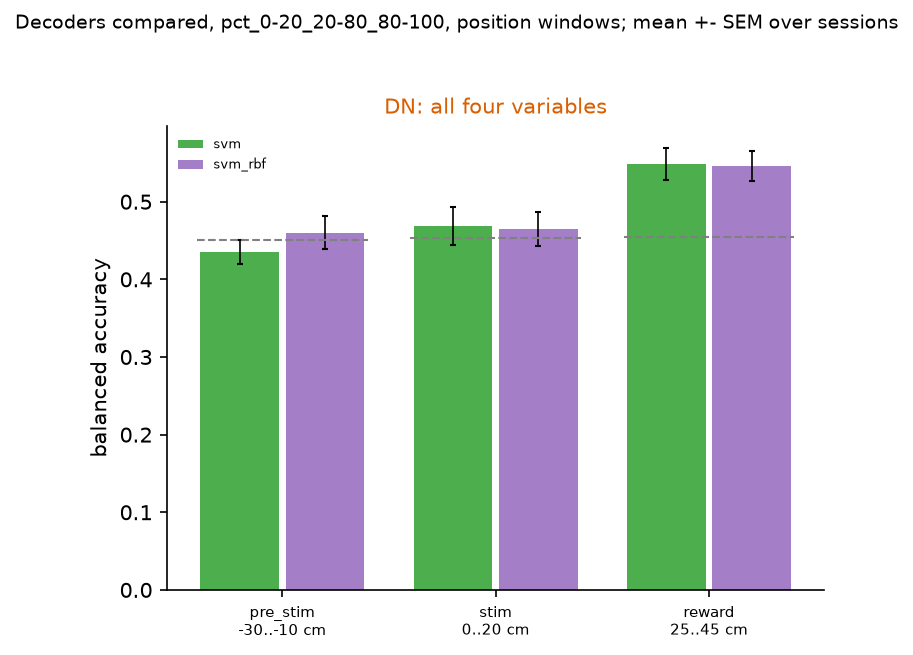 Decoders compared, pct_0-20_20-80_80-100, position windows; mean +- SEM over sessions
DN: all four variables
svm
svm_rbf
balanced accuracy
0.5
0.4
0.3
0.2
0.1
0.0
pre_stim
-30..-10 cm
stim
0..20 cm
reward
25..45 cm